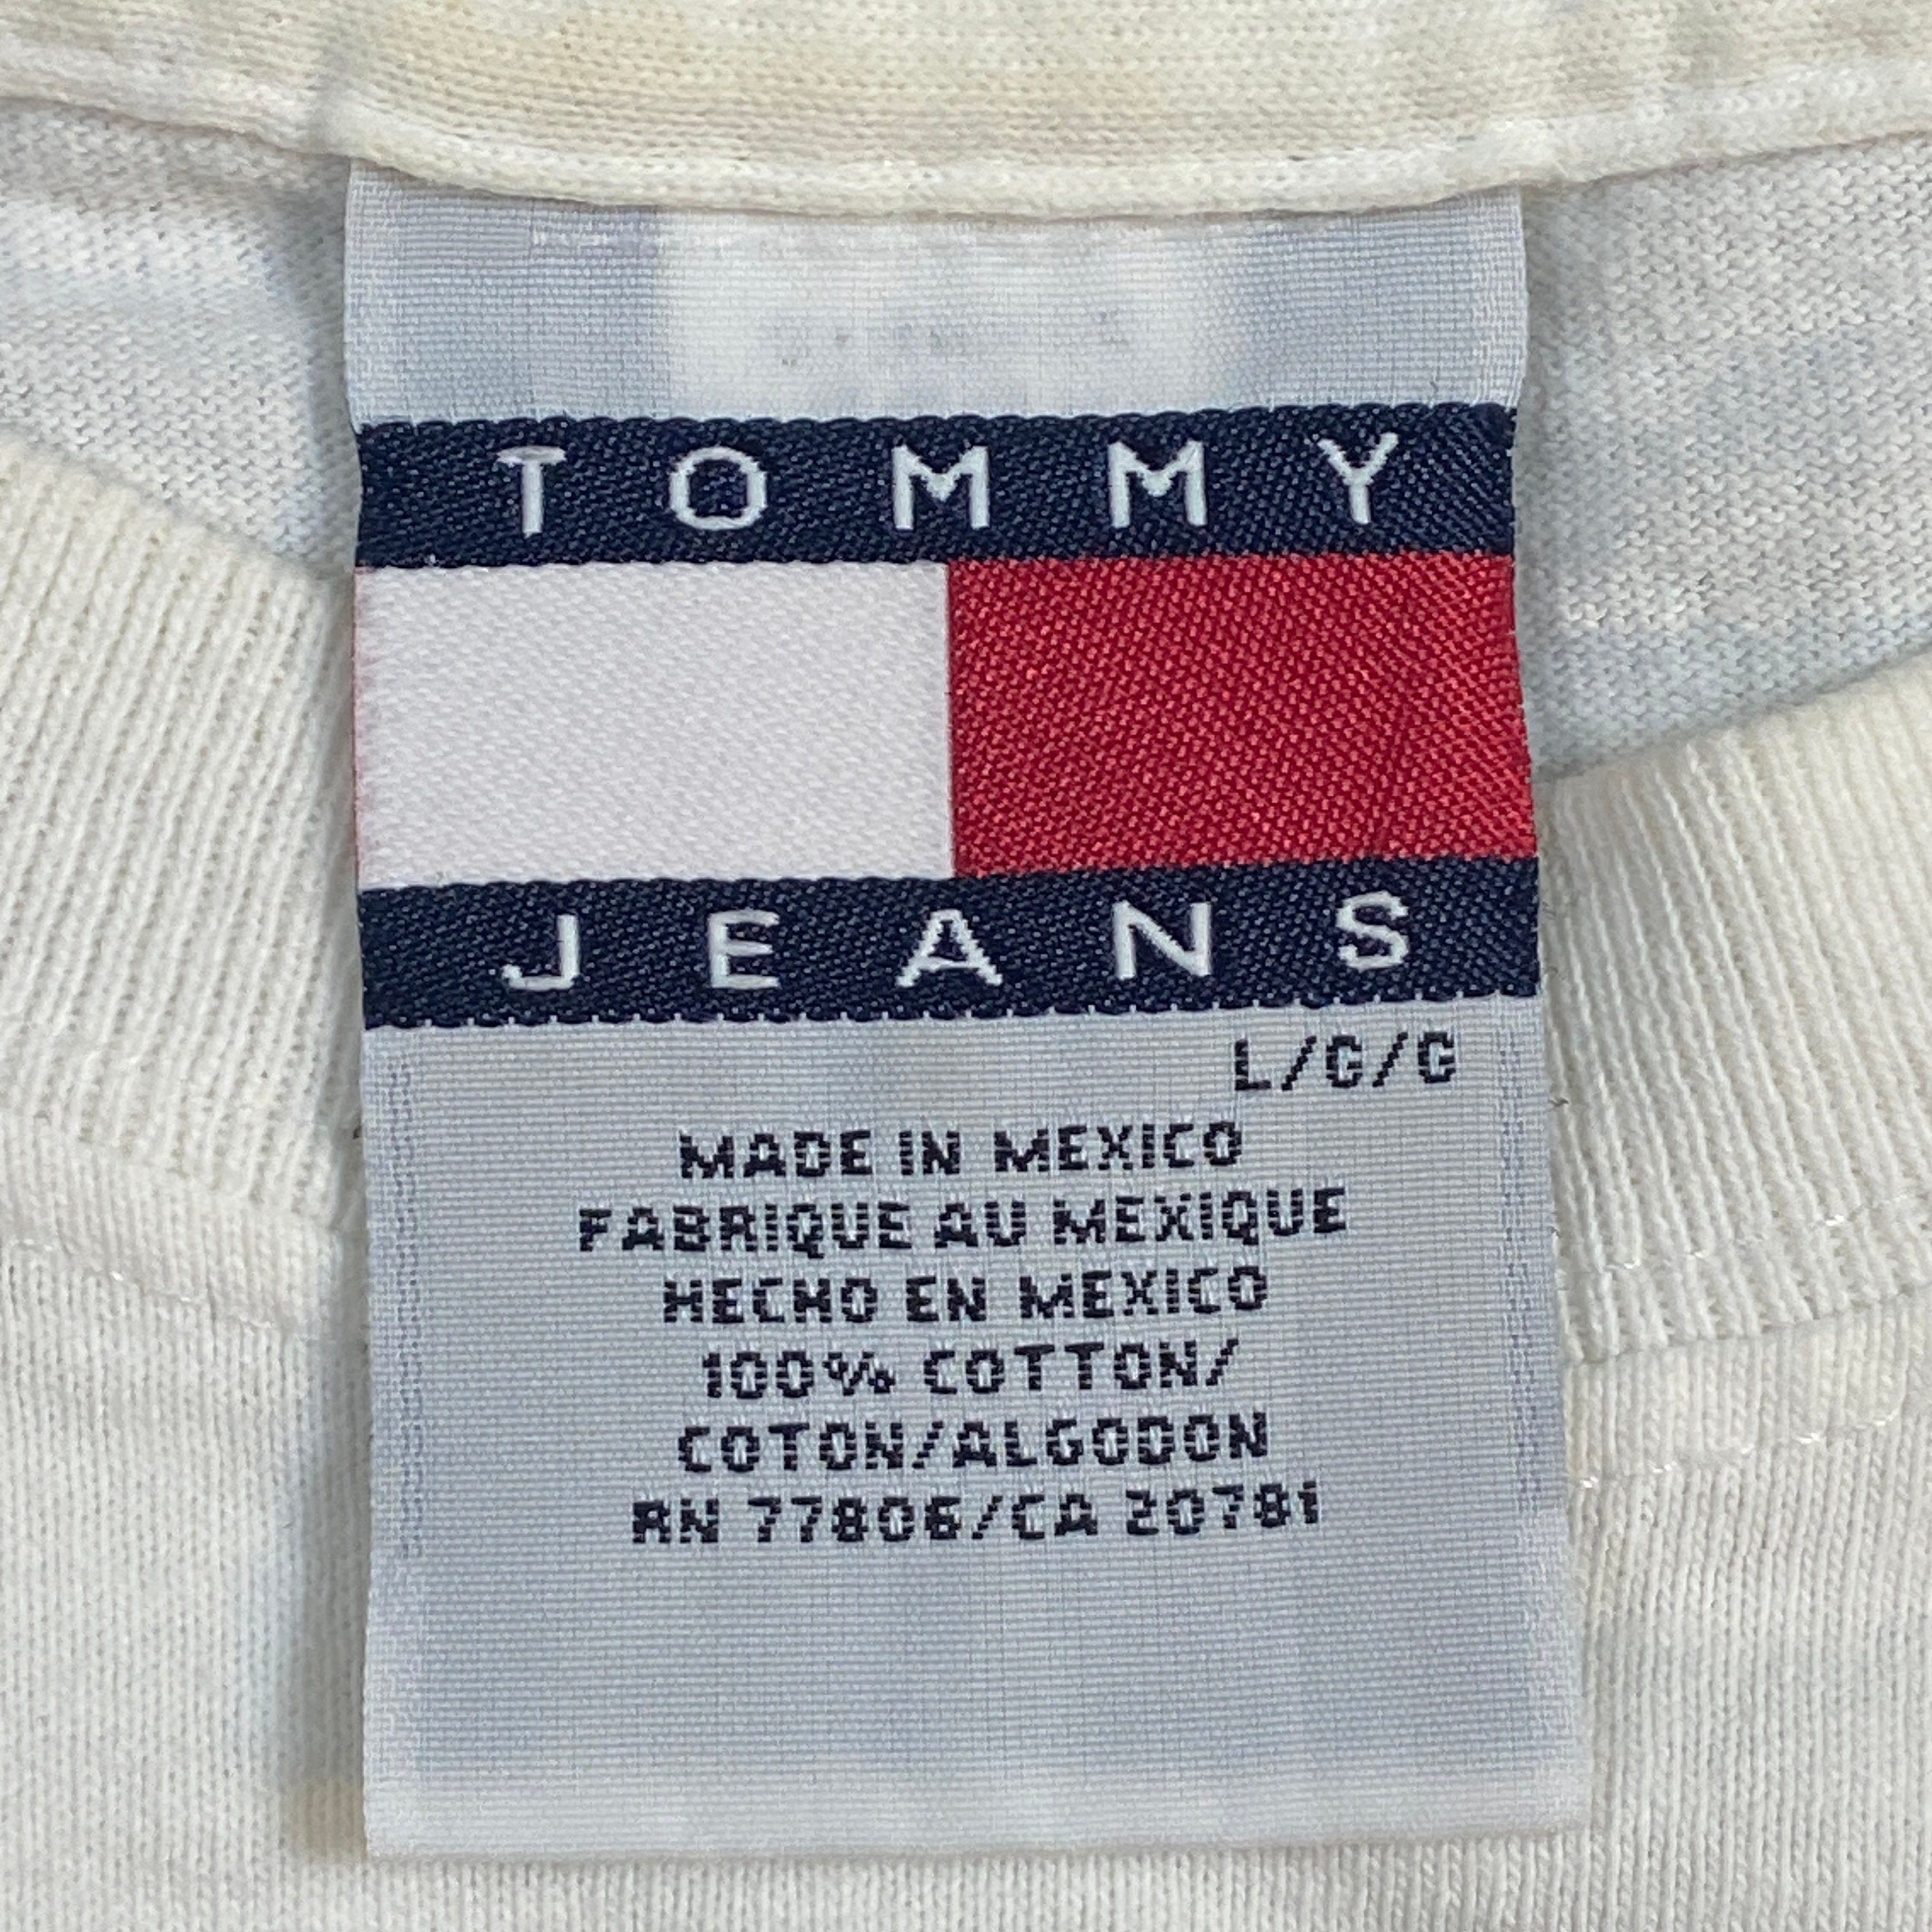 TOMMY
JEANS
L/G/G
MADE IN MEXICO
FABRIQUE AU MEXIQUE
HECHO EN MEXICO
100% COTTON/
COTON/ALGODON
RN 77806/CA 20781